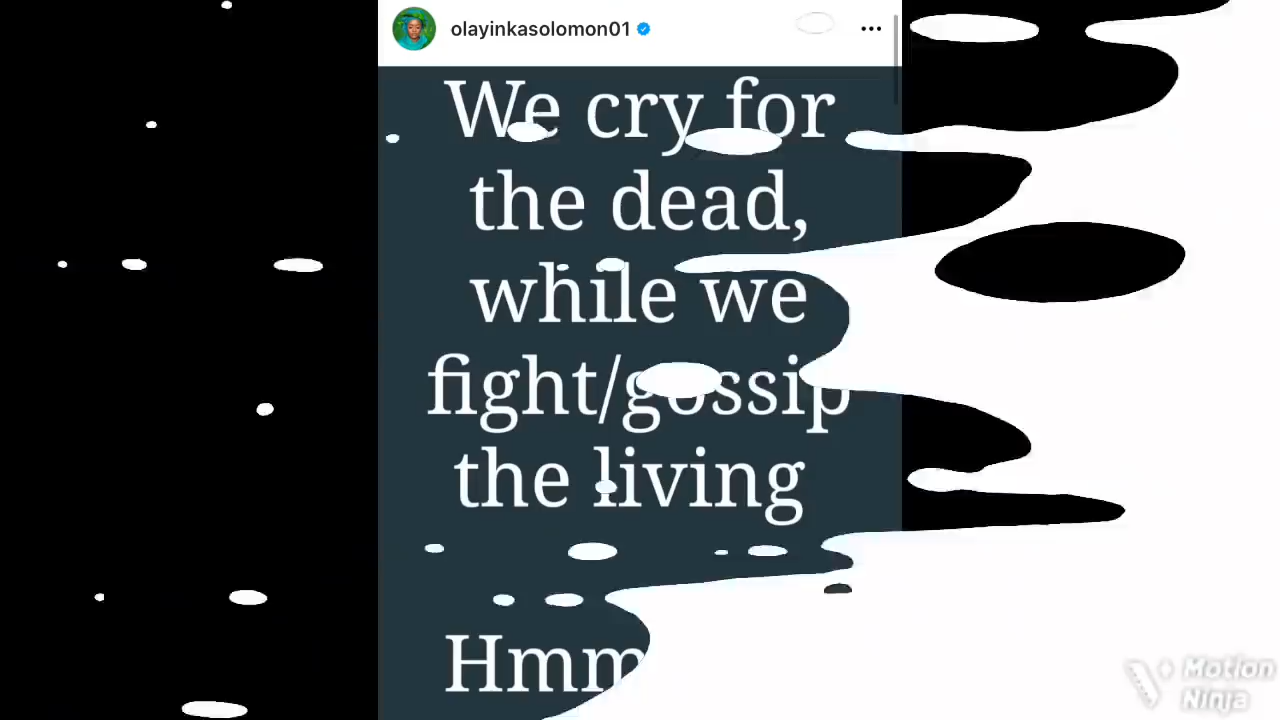 olayinkasolomon01
We cry for
the dead,
while we
fight/gossip
the living
Hmm
Motion
Ninja